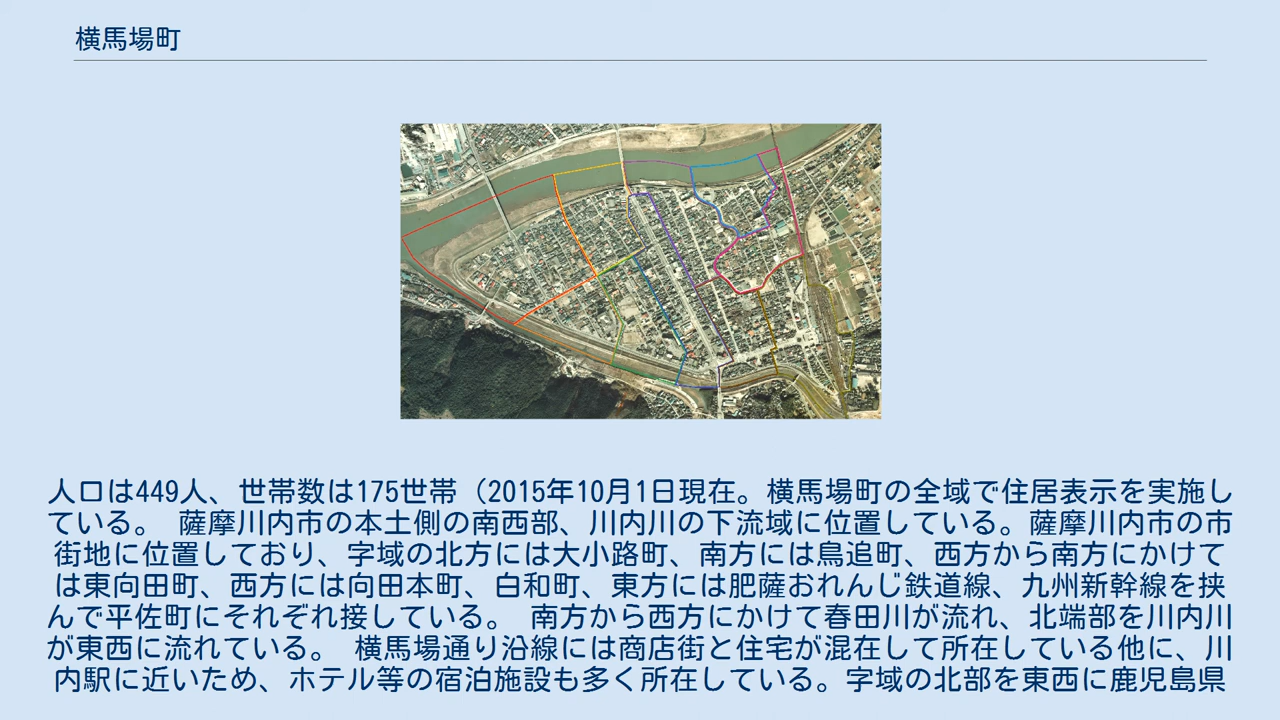 横馬場町
人口は449人、世帯数は175世帯（2015年10月1日現在。横馬場町の全域で住居表示を実施し
ている。 薩摩川内市の本土側の南西部、川内川の下流域に位置している。薩摩川内市の市
街地に位置しており、字域の北方には大小路町、南方には鳥追町、西方から南方にかけて
は東向田町、西方には向田本町、白和町、東方には肥薩おれんじ鉄道線、九州新幹線を挟
んで平佐町にそれぞれ接している。 南方から西方にかけて春田川が流れ、北端部を川内川
が東西に流れている。 横馬場通り沿線には商店街と住宅が混在して所在している他に、川
内駅に近いため、ホテル等の宿泊施設も多く所在している。字域の北部を東西に鹿児島県